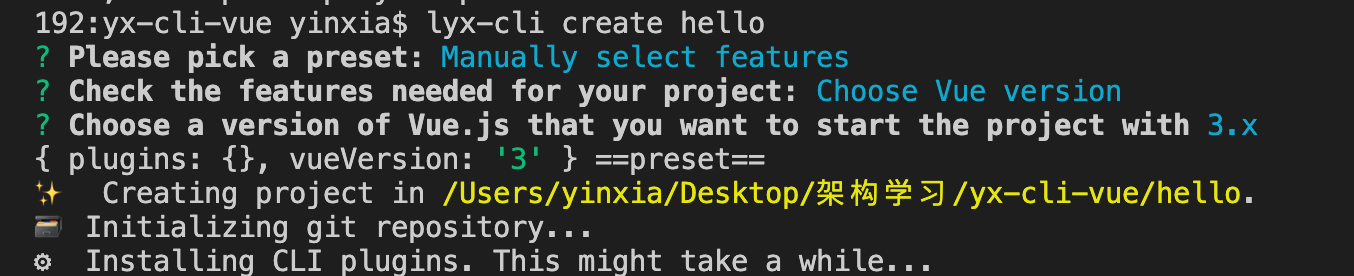 192:yx-cli-vue yinxia$ lyx-cli create hello
? Please pick a preset: Manually select features
? Check the features needed for your project: Choose Vue version
? Choose a version of Vue.js that you want to start the project with 3.x
{ plugins: {}, vueVersion: '3' } ==preset==
✨  Creating project in /Users/yinxia/Desktop/架构学习/yx-cli-vue/hello.
🗃  Initializing git repository...
⚙  Installing CLI plugins. This might take a while...